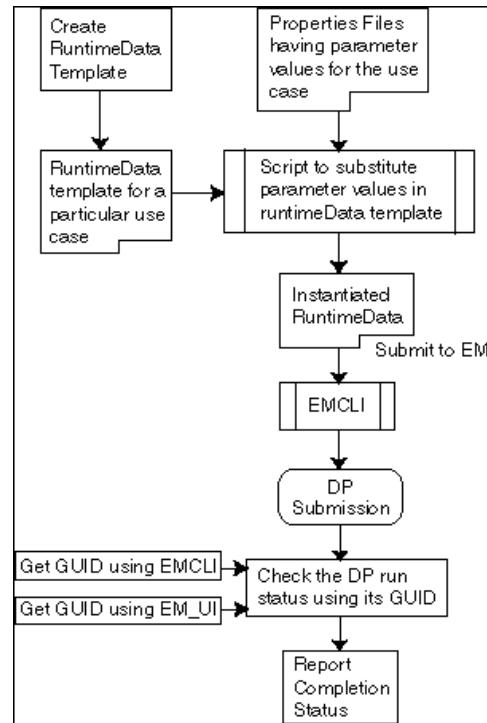 Create
RuntimeData
Template
Properties Files
having parameter
values for the use
case
RuntimeData
template for a
particular use
case
Script to substitute
parameter values in
runtimeData template
Instantiated
RuntimeData
Submit to EM
EMCLI
DP
Submission
Get GUID using EMCLI
Get GUID using EM_UI
Check the DP run
status using its GUID
Report
Completion
Status